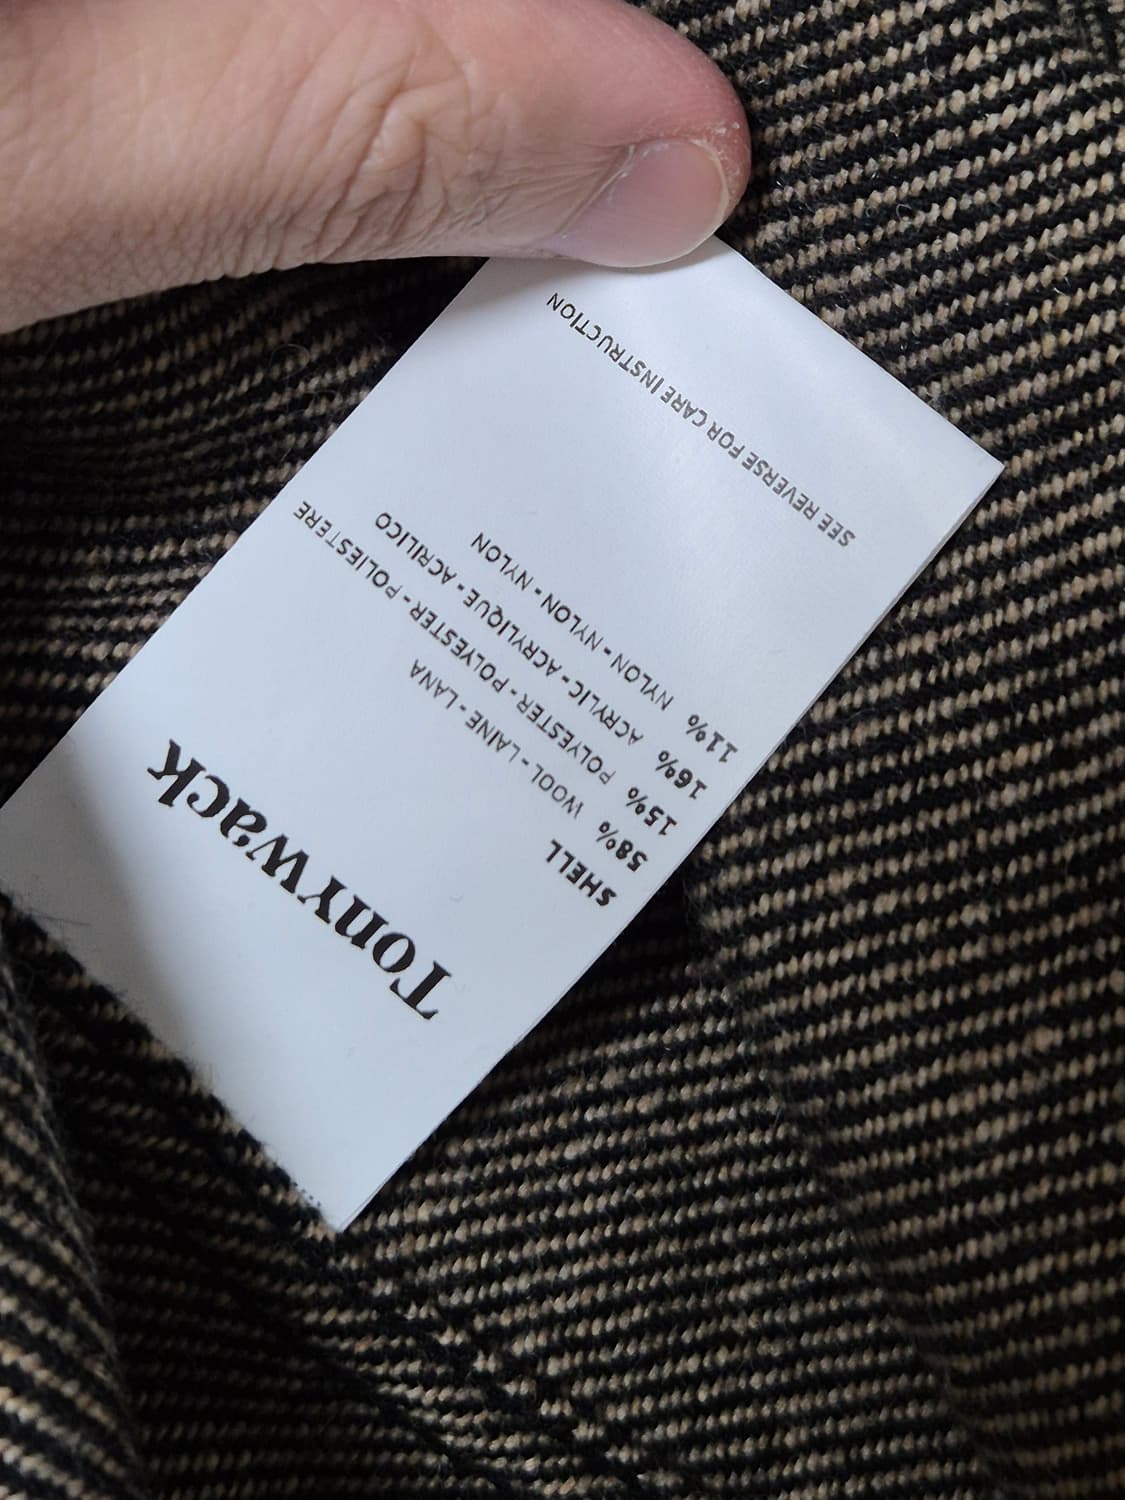 Tonywack
SHELL
58% WOOL - LAINE - LANA
15% POLYESTER - POLYESTER - POLIESTERE
16% ACRYLIC - ACRYLIQUE - ACRILICO
11% NYLON - NYLON - NYLON
SEE REVERSE FOR CARE INSTRUCTION